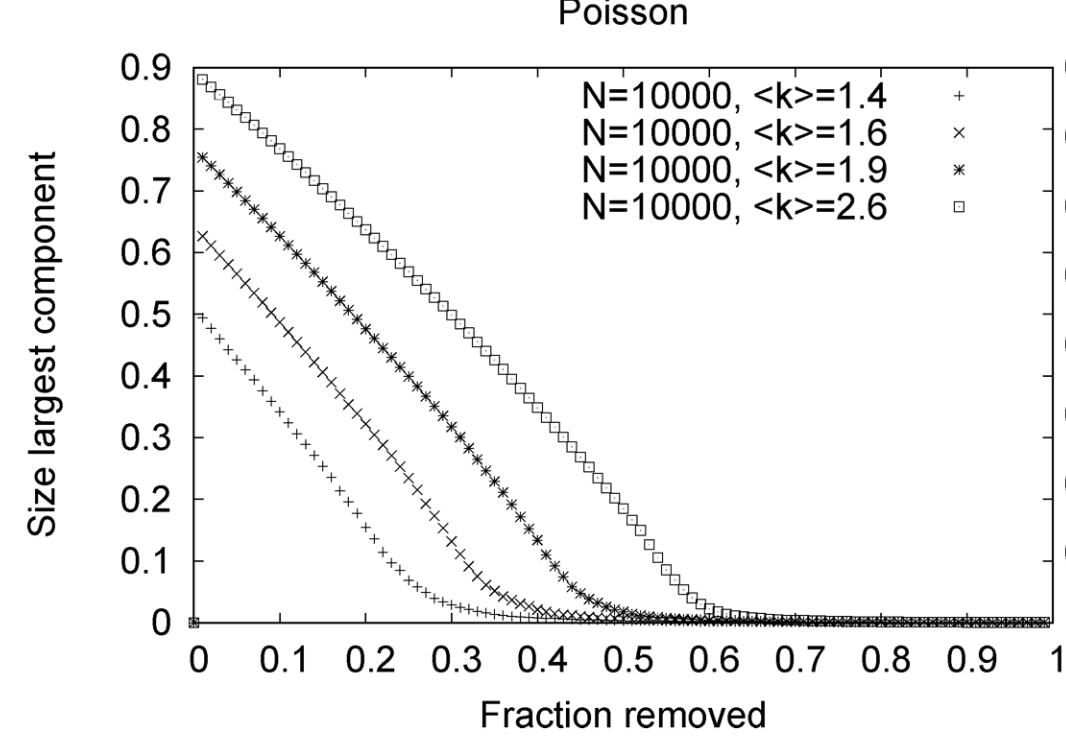 Poisson
0.9
0.8
0.7
0.6
0.5
0.4
0.3
0.2
0.1
0
Size largest component
N=10000, <k>=1.4
N=10000, <k>=1.6
N=10000, <k>=1.9
N=10000, <k>=2.6
0 0.1 0.2 0.3 0.4 0.5 0.6 0.7 0.8 0.9 1
Fraction removed